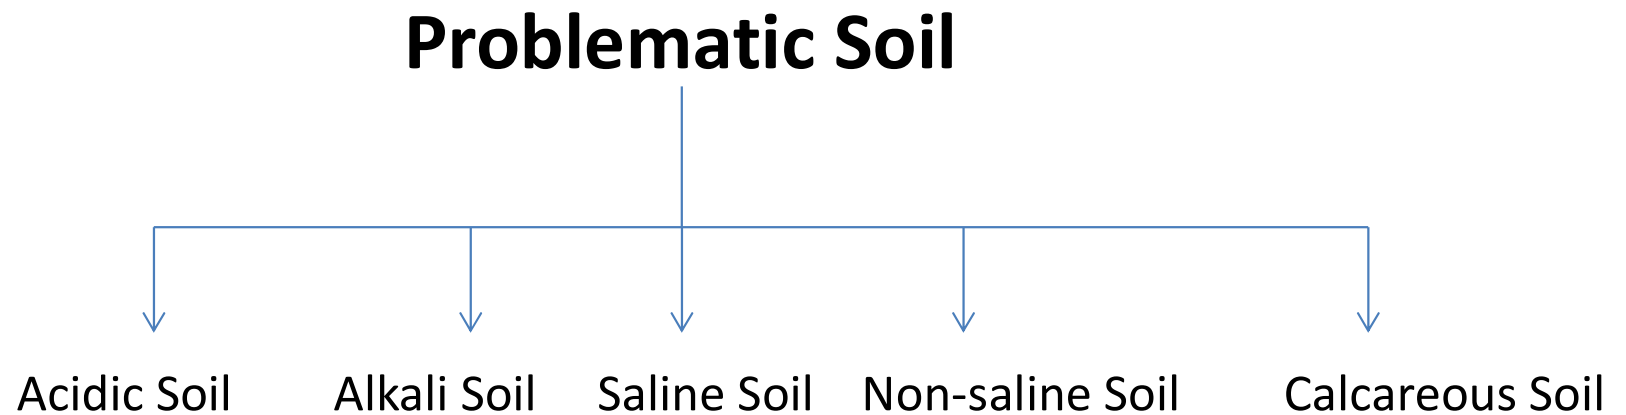 Problematic Soil
Acidic Soil
Alkali Soil
Saline Soil
Non-saline Soil
Calcareous Soil